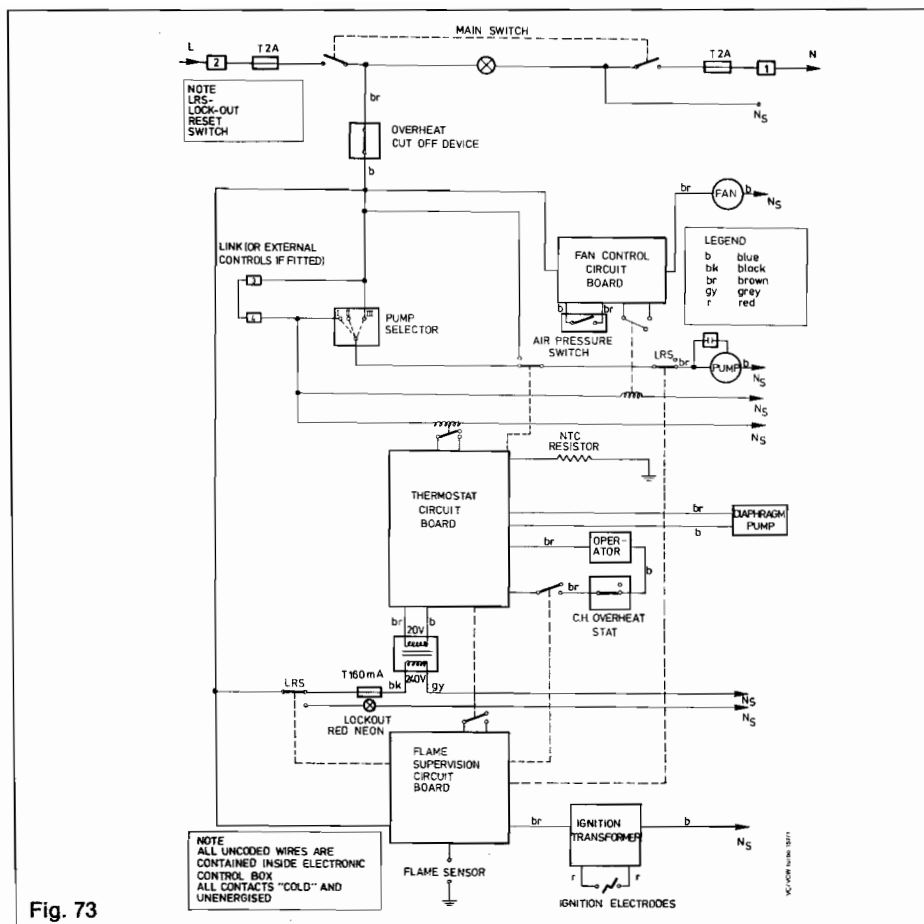 MAIN SWITCH
L
2
T 2A
T 2A
1
N
NOTE
LRS-
LOCK-OUT
RESET
SWITCH
br
OVERHEAT
CUT OFF DEVICE
b
NS
br
FAN
b
NS
LINK (OR EXTERNAL
CONTROLS IF FITTED)
3
4
I
II
III
PUMP
SELECTOR
FAN CONTROL
CIRCUIT
BOARD
b
br
AIR PRESSURE
SWITCH
LEGEND
b blue
bk black
br brown
gy grey
r red
LRS
br
PUMP
b
NS
NS
NS
NTC
RESISTOR
THERMOSTAT
CIRCUIT
BOARD
br
b
DIAPHRAGM
PUMP
br
OPER-
ATOR
b
br
C.H. OVERHEAT
STAT
br
b
20V
240V
LRS
T160mA
bk
gy
NS
NS
LOCKOUT
RED NEON
FLAME
SUPERVISION
CIRCUIT
BOARD
br
IGNITION
TRANSFORMER
b
NS
r
r
IGNITION ELECTRODES
FLAME SENSOR
NOTE
ALL UNCODED WIRES ARE
CONTAINED INSIDE ELECTRONIC
CONTROL BOX
ALL CONTACTS "COLD" AND
UNENERGISED
Fig. 73